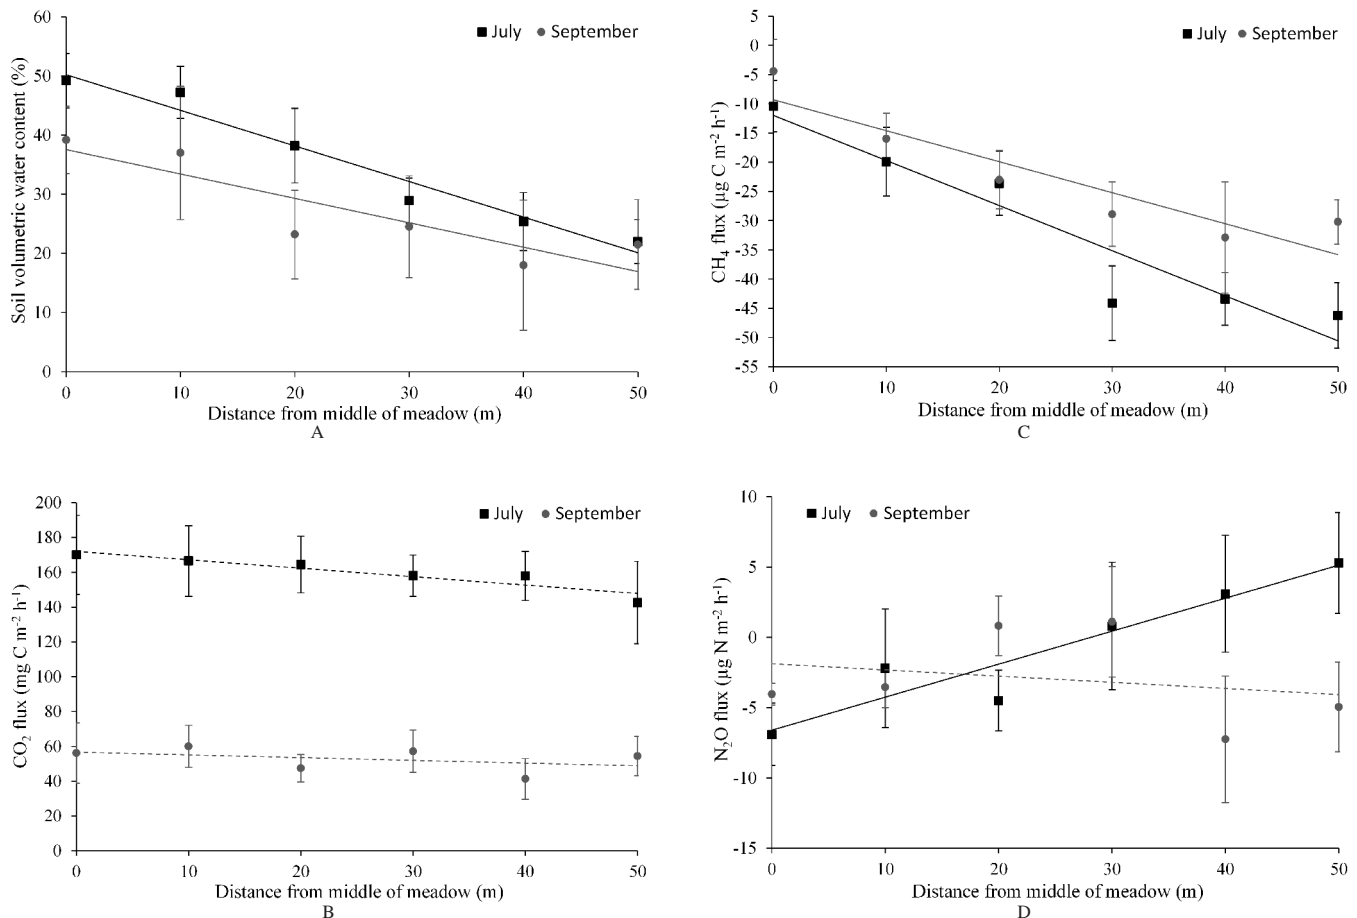 60
50
40
30
20
10
0
Soil volumetric water content (%)
July September
0 10 20 30 40 50
Distance from middle of meadow (m)
A
5
0
-5
-10
-15
-20
-25
-30
-35
-40
-45
-50
-55
CH₄ flux (µg C m⁻² h⁻¹)
July September
0 10 20 30 40 50
Distance from middle of meadow (m)
C
200
180
160
140
120
100
80
60
40
20
0
CO₂ flux (mg C m⁻² h⁻¹)
July September
0 10 20 30 40 50
Distance from middle of meadow (m)
B
10
5
0
-5
-10
-15
N₂O flux (µg N m⁻² h⁻¹)
July September
0 10 20 30 40 50
Distance from middle of meadow (m)
D